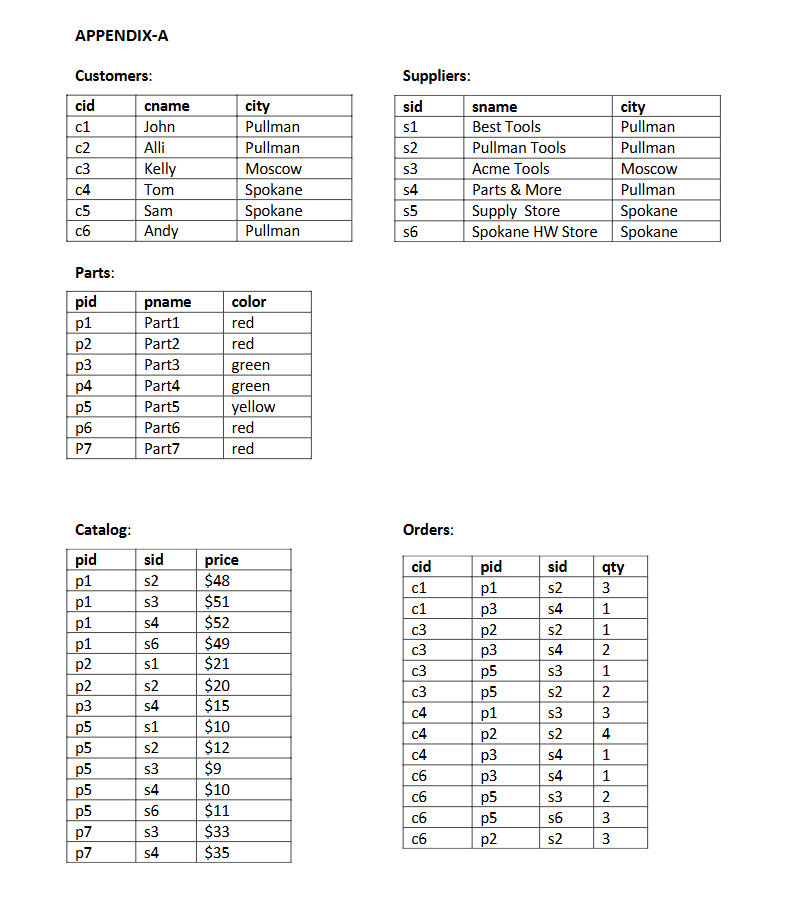 APPENDIX-A
Customers:
cid cname city
c1 John Pullman
c2 Alli Pullman
c3 Kelly Moscow
c4 Tom Spokane
c5 Sam Spokane
c6 Andy Pullman
Suppliers:
sid sname city
s1 Best Tools Pullman
s2 Pullman Tools Pullman
s3 Acme Tools Moscow
s4 Parts & More Pullman
s5 Supply Store Spokane
s6 Spokane HW Store Spokane
Parts:
pid pname color
p1 Part1 red
p2 Part2 red
p3 Part3 green
p4 Part4 green
p5 Part5 yellow
p6 Part6 red
P7 Part7 red
Catalog:
pid sid price
p1 s2 $48
p1 s3 $51
p1 s4 $52
p1 s6 $49
p2 s1 $21
p2 s2 $20
p3 s4 $15
p5 s1 $10
p5 s2 $12
p5 s3 $9
p5 s4 $10
p5 s6 $11
p7 s3 $33
p7 s4 $35
Orders:
cid pid sid qty
c1 p1 s2 3
c1 p3 s4 1
c3 p2 s2 1
c3 p3 s4 2
c3 p5 s3 1
c3 p5 s2 2
c4 p1 s3 3
c4 p2 s2 4
c4 p3 s4 1
c6 p3 s4 1
c6 p5 s3 2
c6 p5 s6 3
c6 p2 s2 3